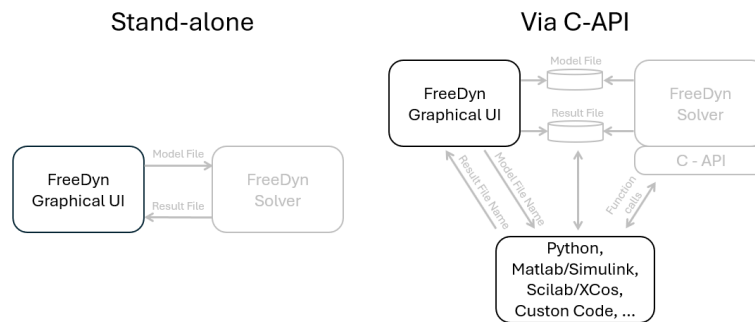 Stand-alone
Via C-API
FreeDyn
Graphical UI
Model File
Result File
FreeDyn
Solver
FreeDyn
Graphical UI
Model File
Result File
FreeDyn
Solver
C - API
Result File Name
Model File Name
Function
calls
Python,
Matlab/Simulink,
Scilab/XCos,
Custon Code, ...